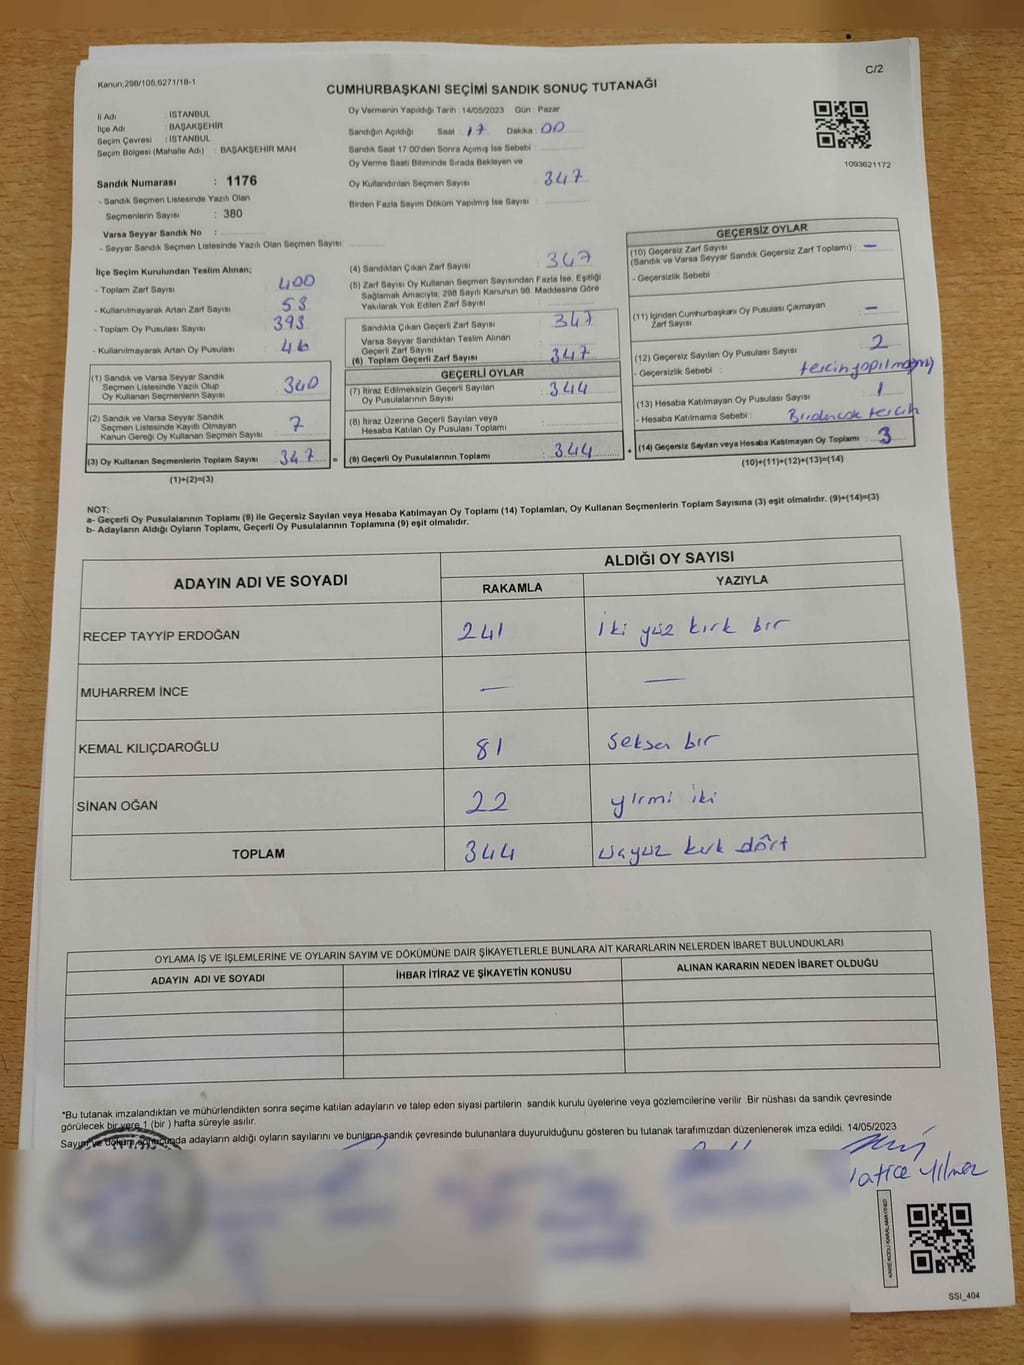 Kanun:298/105;6271/18-1
C/2
CUMHURBAŞKANI SEÇİMİ SANDIK SONUÇ TUTANAĞI
İl Adı : İSTANBUL
İlçe Adı : BAŞAKŞEHİR
Seçim Çevresi : İSTANBUL
Seçim Bölgesi (Mahalle Adı) : BAŞAKŞEHİR MAH
Sandık Numarası : 1176
- Sandık Seçmen Listesinde Yazılı Olan
Seçmenlerin Sayısı : 380
Varsa Seyyar Sandık No :
- Seyyar Sandık Seçmen Listesinde Yazılı Olan Seçmen Sayısı:
Oy Vermenin Yapıldığı Tarih :14/05/2023 Gün : Pazar
Sandığın Açıldığı Saat : 17 Dakika : 00
Sandık Saat 17:00'den Sonra Açımış İse Sebebi :
Oy Verme Saati Bitiminde Sırada Bekleyen ve
Oy Kullandırılan Seçmen Sayısı : 347
Birden Fazla Sayım Döküm Yapılmış İse Sayısı :
1093621172
İlçe Seçim Kurulundan Teslim Alınan;
- Toplam Zarf Sayısı : 400
- Kullanılmayarak Artan Zarf Sayısı : 53
- Toplam Oy Pusulası Sayısı : 393
- Kullanılmayarak Artan Oy Pusulası : 46
(1) Sandık ve Varsa Seyyar Sandık
Seçmen Listesinde Yazılı Olup
Oy Kullanan Seçmenlerin Sayısı : 340
(2) Sandık ve Varsa Seyyar Sandık
Seçmen Listesinde Kayıtlı Olmayan
Kanun Gereği Oy Kullanan Seçmen Sayısı : 7
(3) Oy Kullanan Seçmenlerin Toplam Sayısı : 347 =
(1)+(2)=(3)
(4) Sandıktan Çıkan Zarf Sayısı : 347
(5) Zarf Sayısı Oy Kullanan Seçmen Sayısından Fazla İse, Eşitliği
Sağlamak Amacıyla, 298 Sayılı Kanunun 98. Maddesine Göre
Yakılarak Yok Edilen Zarf Sayısı :
Sandıkta Çıkan Geçerli Zarf Sayısı : 347
Varsa Seyyar Sandıktan Teslim Alınan
Geçerli Zarf Sayısı
(6) Toplam Geçerli Zarf Sayısı : 347
GEÇERLİ OYLAR
(7) İtiraz Edilmeksizin Geçerli Sayılan
Oy Pusulalarının Sayısı : 344
(8) İtiraz Üzerine Geçerli Sayılan veya
Hesaba Katılan Oy Pusulası Toplamı :
(9) Geçerli Oy Pusulalarının Toplamı : 344 +
GEÇERSİZ OYLAR
(10) Geçersiz Zarf Sayısı
(Sandık ve Varsa Seyyar Sandık Geçersiz Zarf Toplamı) : —
- Geçersizlik Sebebi :
(11) İçinden Cumhurbaşkanı Oy Pusulası Çıkmayan
Zarf Sayısı : —
(12) Geçersiz Sayılan Oy Pusulası Sayısı : 2
- Geçersizlik Sebebi :
(13) Hesaba Katılmayan Oy Pusulası Sayısı : 1
- Hesaba Katılmama Sebebi : Birdencok tercih
(14) Geçersiz Sayılan veya Hesaba Katılmayan Oy Toplamı : 3
(10)+(11)+(12)+(13)=(14)
NOT:
a- Geçerli Oy Pusulalarının Toplamı (9) ile Geçersiz Sayılan veya Hesaba Katılmayan Oy Toplamı (14) Toplamları, Oy Kullanan Seçmenlerin Toplam Sayısına (3) eşit olmalıdır. (9)+(14)=(3)
b- Adayların Aldığı Oyların Toplamı, Geçerli Oy Pusulalarının Toplamına (9) eşit olmalıdır.
ADAYIN ADI VE SOYADI
ALDIĞI OY SAYISI
RAKAMLA YAZIYLA
RECEP TAYYİP ERDOĞAN 241 iki yüz kırk bir
MUHARREM İNCE — —
KEMAL KILIÇDAROĞLU 81 seksen bir
SİNAN OĞAN 22 yirmi iki
TOPLAM 344 üçyüz kırk dört
OYLAMA İŞ VE İŞLEMLERİNE VE OYLARIN SAYIM VE DÖKÜMÜNE DAİR ŞİKAYETLERLE BUNLARA AİT KARARLARIN NELERDEN İBARET BULUNDUKLARI
ADAYIN ADI VE SOYADI İHBAR İTİRAZ VE ŞİKAYETİN KONUSU ALINAN KARARIN NEDEN İBARET OLDUĞU
*Bu tutanak imzalandıktan ve mühürlendikten sonra seçime katılan adayların ve talep eden siyasi partilerin sandık kurulu üyelerine veya gözlemcilerine verilir .Bir nüshası da sandık çevresinde
görülecek bir yere 1 (bir ) hafta süreyle asılır.
Sayım ve döküm sonucunda adayların aldığı oyların sayılarını ve bunların sandık çevresinde bulunanlara duyurulduğunu gösteren bu tutanak tarafımızdan düzenlenerek imza edildi. 14/05/2023
Yılmaz
KARE KODU KARALAMAYINIZ!
SSI_404